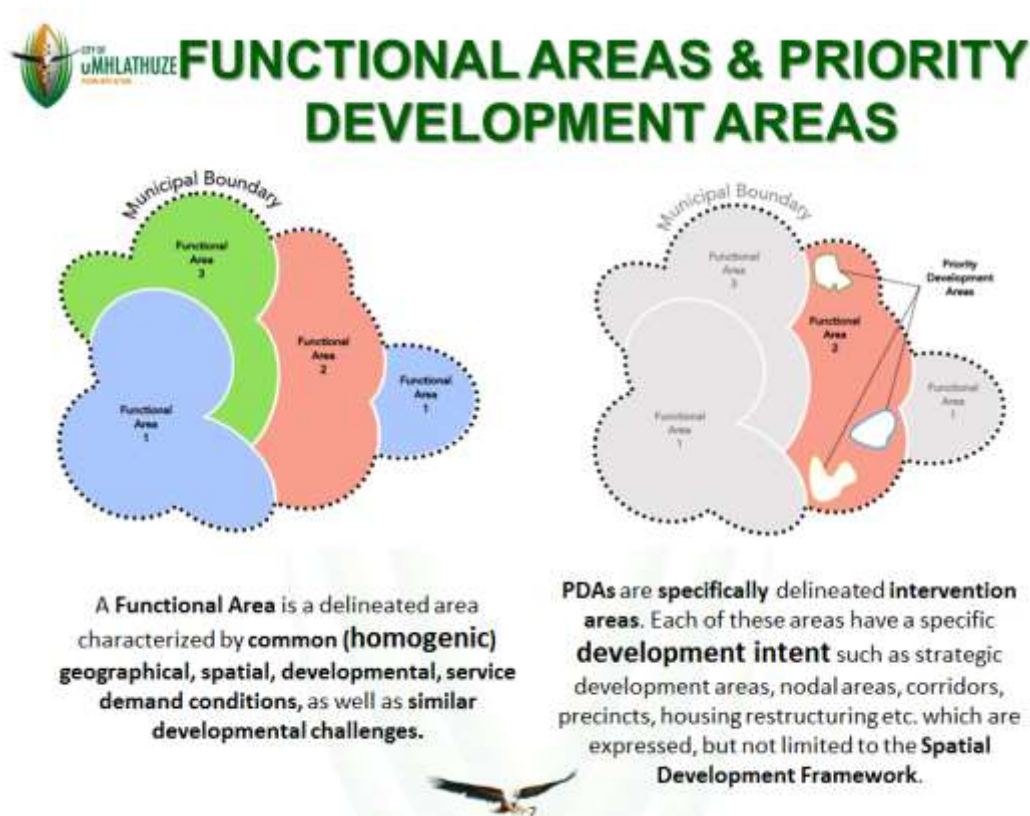 CITY OF
uMHLATHUZE
FUNCTIONAL AREAS & PRIORITY
DEVELOPMENT AREAS
Municipal Boundary
Functional
Area
3
Functional
Area
2
Functional
Area
1
Functional
Area
1
Municipal Boundary
Functional
Area
3
Priority
Development
Areas
Functional
Area
2
Functional
Area
1
Functional
Area
1
A Functional Area is a delineated area
characterized by common (homogenic)
geographical, spatial, developmental, service
demand conditions, as well as similar
developmental challenges.
PDAs are specifically delineated intervention
areas. Each of these areas have a specific
development intent such as strategic
development areas, nodal areas, corridors,
precincts, housing restructuring etc. which are
expressed, but not limited to the Spatial
Development Framework.